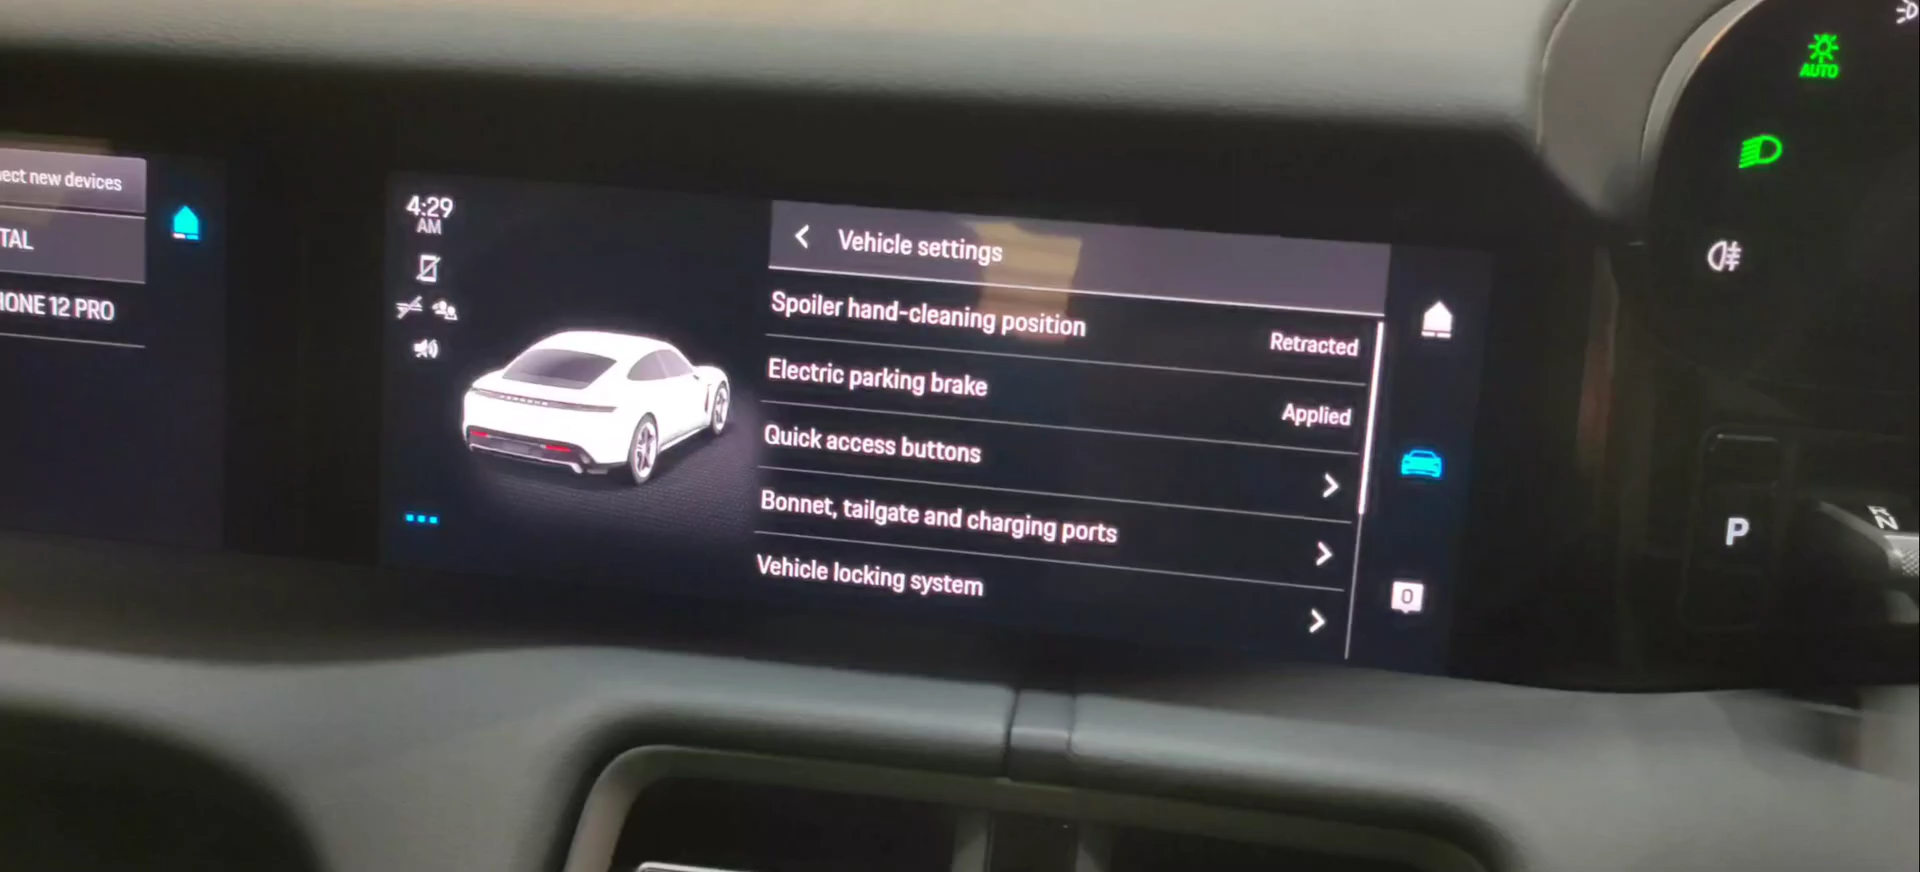 ect new devices
TAL
IONE 12 PRO
4:29
AM
Vehicle settings
Spoiler hand-cleaning position
Retracted
Electric parking brake
Applied
Quick access buttons
Bonnet, tailgate and charging ports
Vehicle locking system
0
AUTO
P
R
N